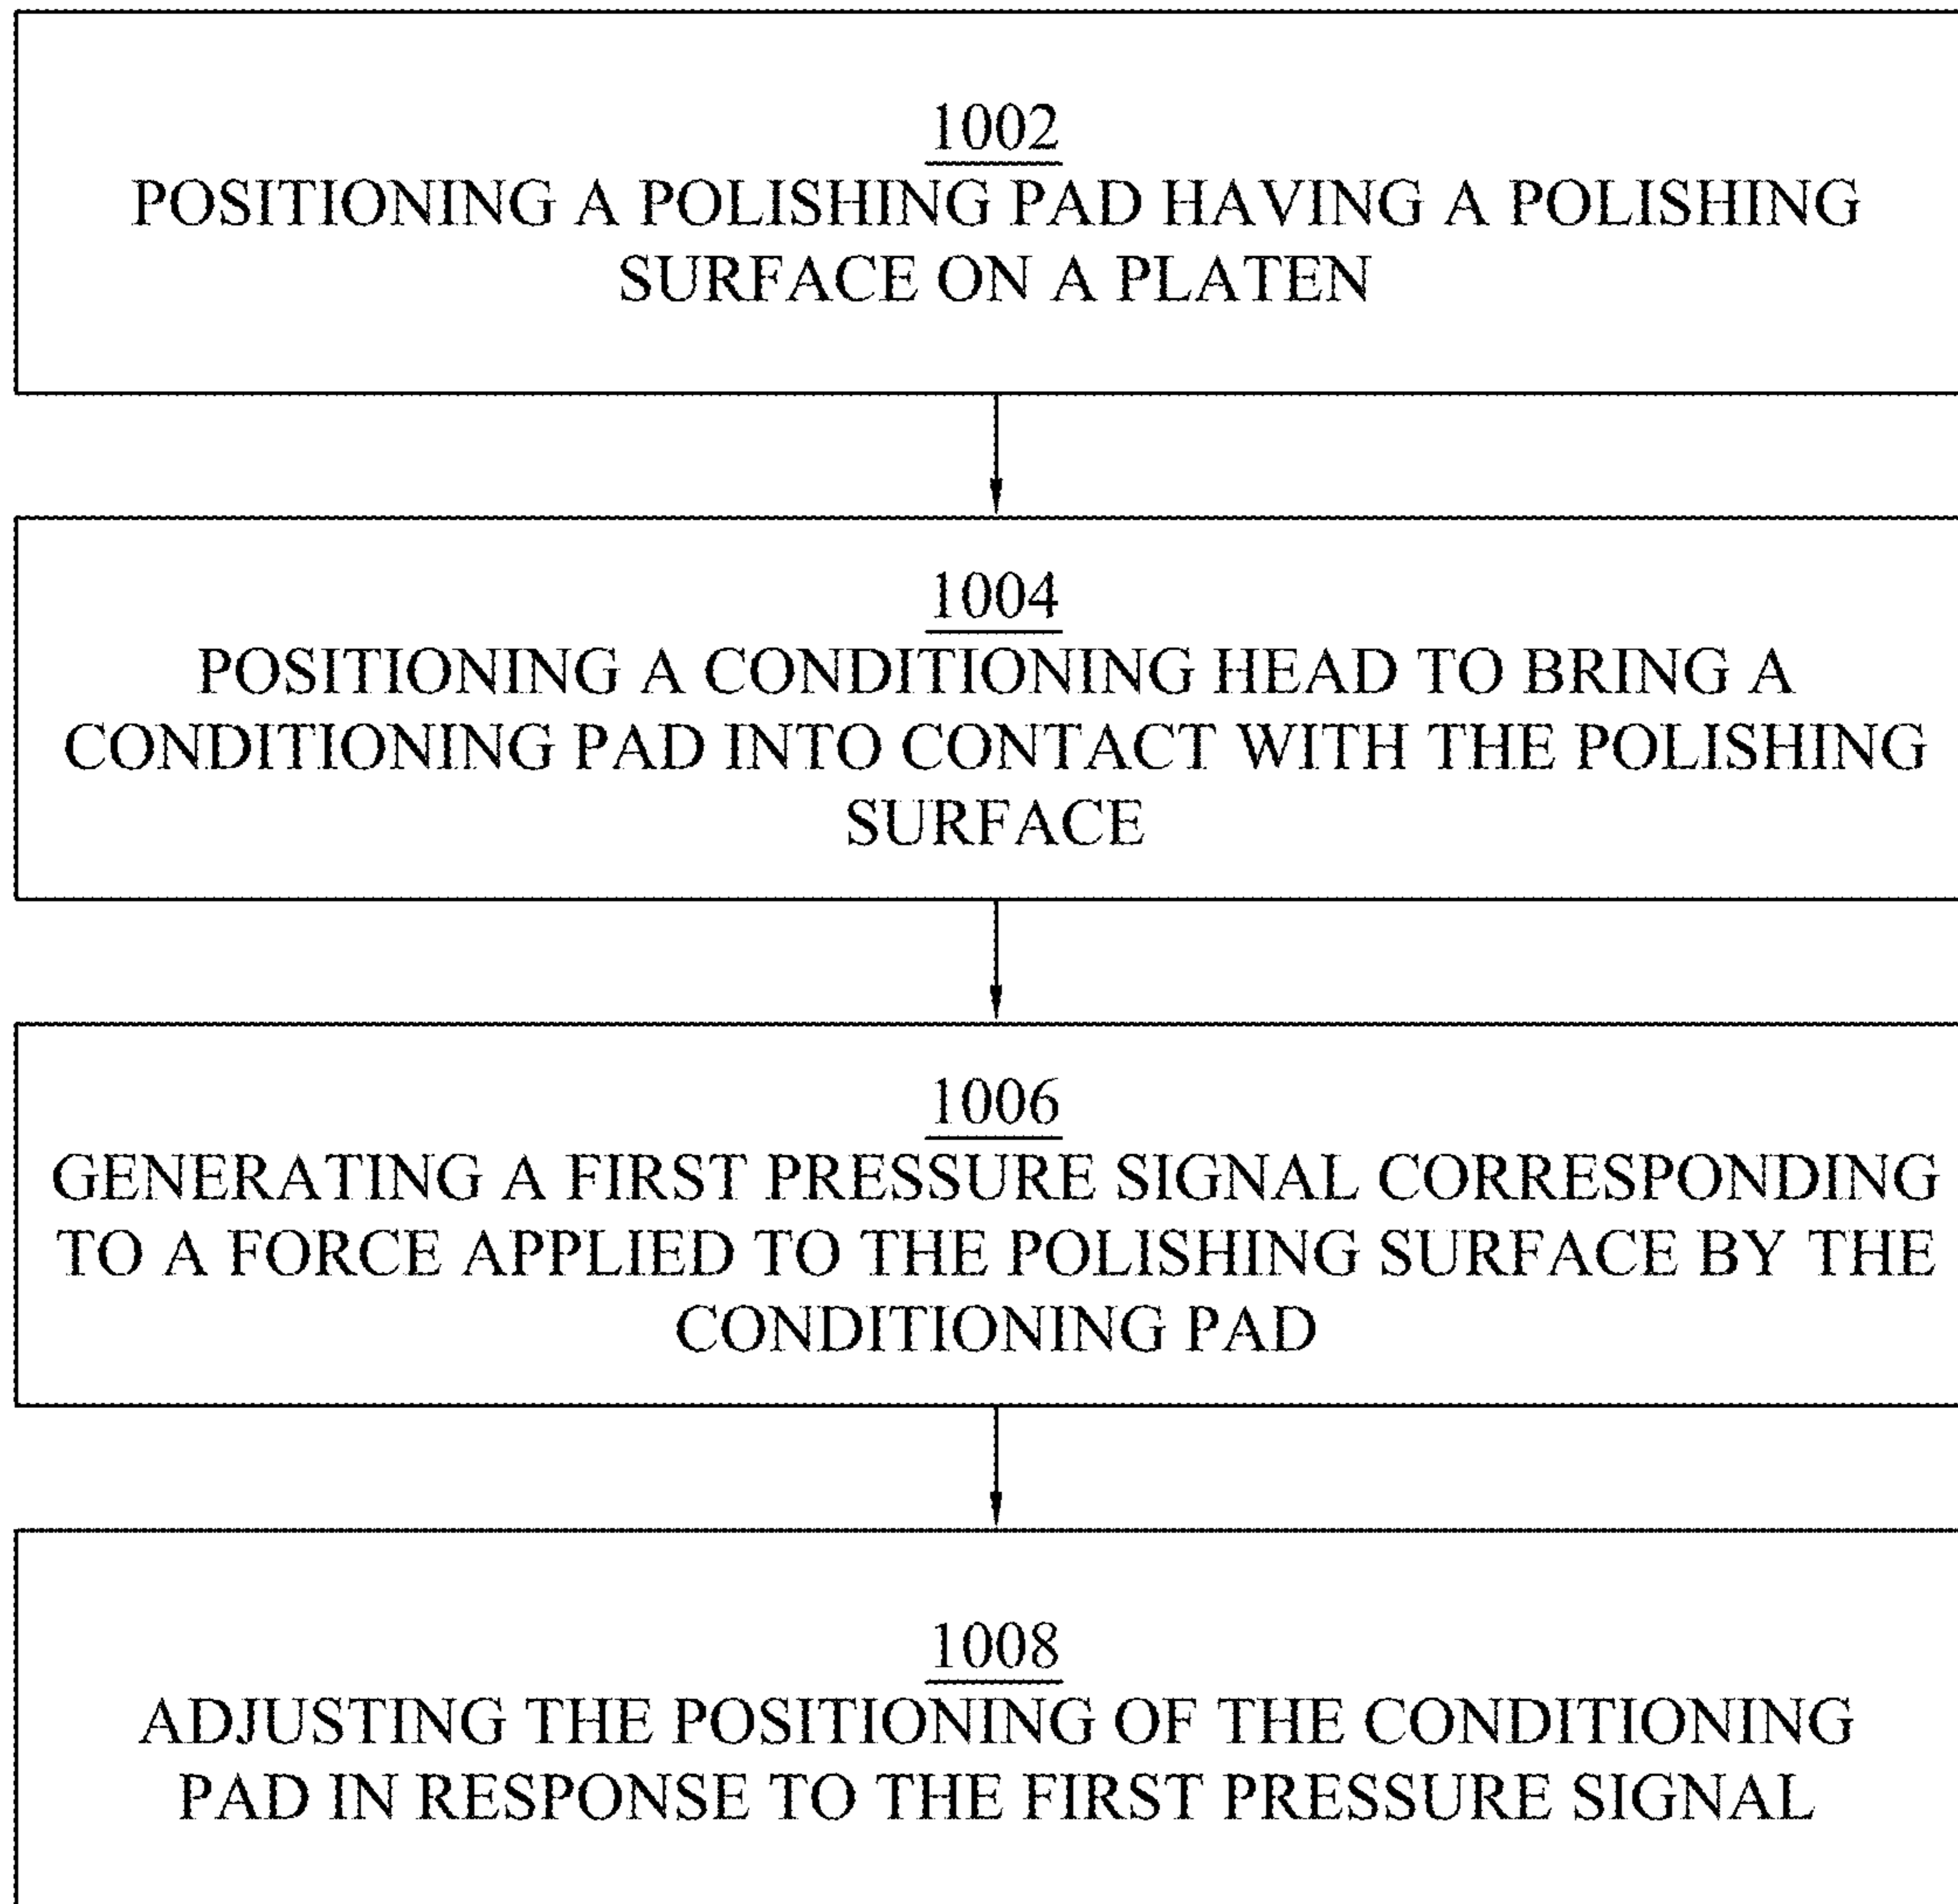 1002
POSITIONING A POLISHING PAD HAVING A POLISHING
SURFACE ON A PLATEN
1004
POSITIONING A CONDITIONING HEAD TO BRING A
CONDITIONING PAD INTO CONTACT WITH THE POLISHING
SURFACE
1006
GENERATING A FIRST PRESSURE SIGNAL CORRESPONDING
TO A FORCE APPLIED TO THE POLISHING SURFACE BY THE
CONDITIONING PAD
1008
ADJUSTING THE POSITIONING OF THE CONDITIONING
PAD IN RESPONSE TO THE FIRST PRESSURE SIGNAL